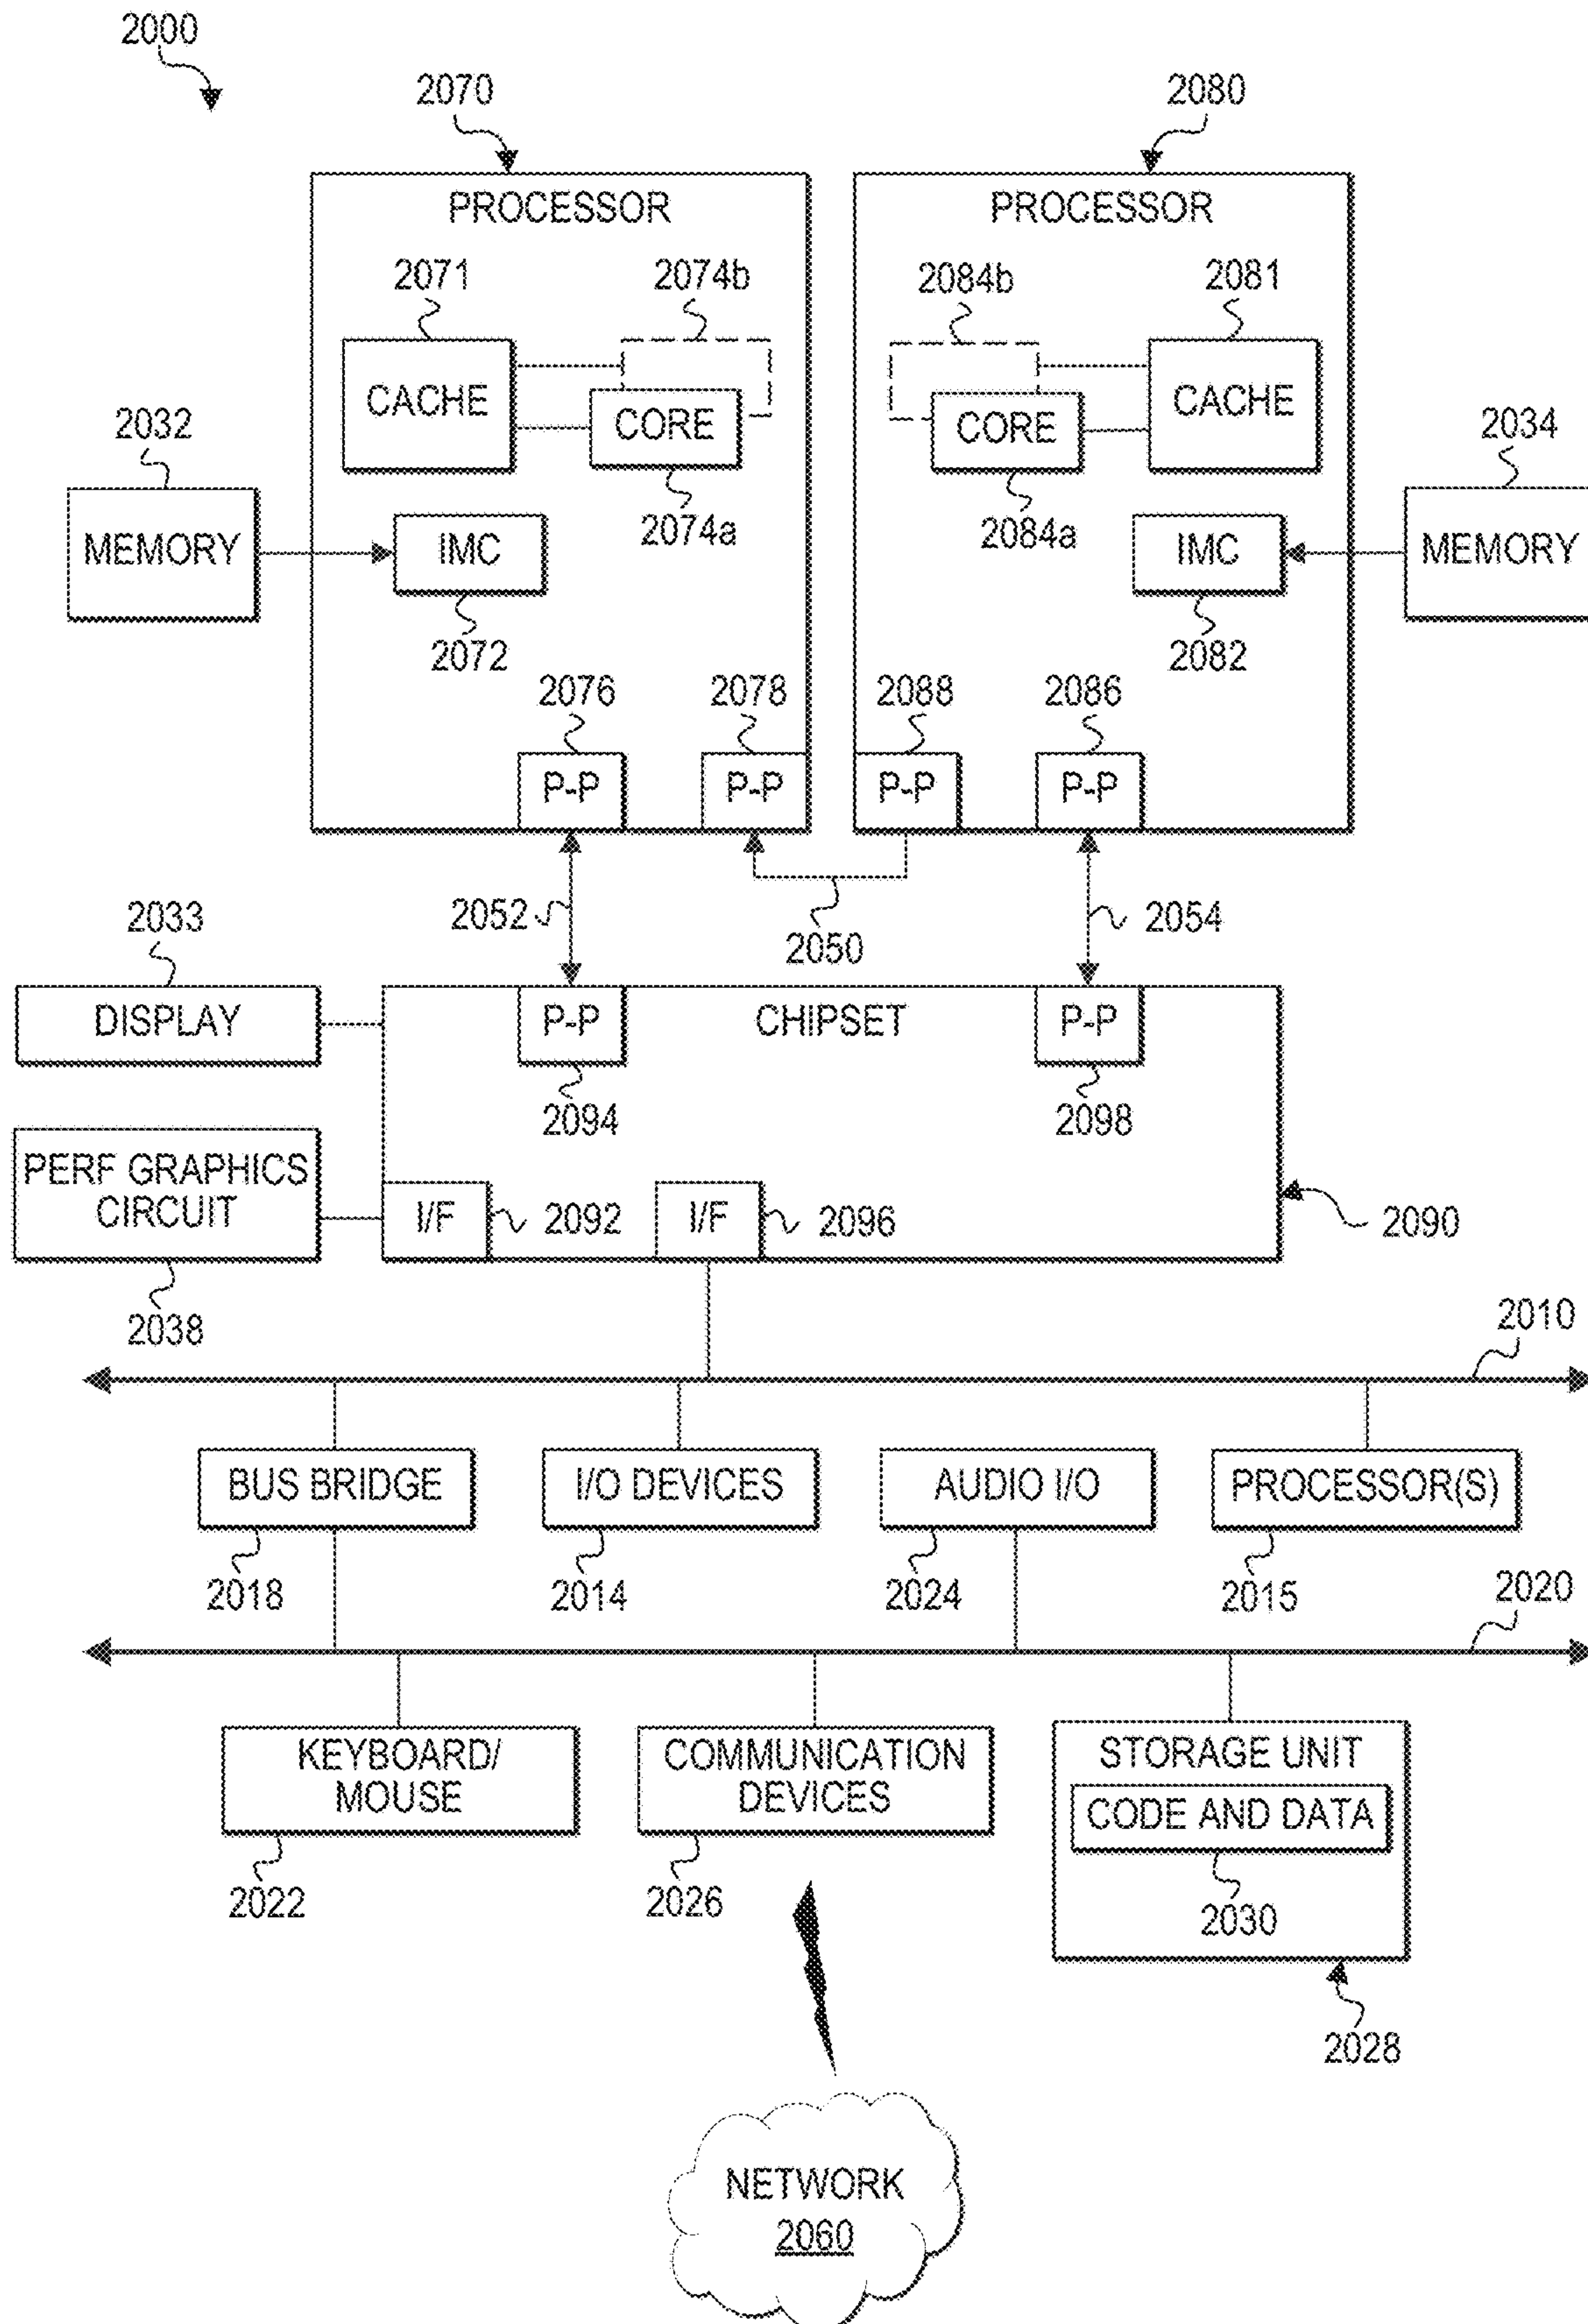 2000
2070
2080
PROCESSOR
PROCESSOR
2071
2074b
2084b
2081
CACHE
CORE
CORE
CACHE
2032
2034
2074a
2084a
MEMORY
IMC
IMC
MEMORY
2072
2082
2076
2078
2088
2086
P-P
P-P
P-P
P-P
2052
2050
2054
2033
DISPLAY
P-P
CHIPSET
P-P
2094
2098
PERF GRAPHICS
CIRCUIT
I/F
2092
I/F
2096
2090
2038
2010
BUS BRIDGE
I/O DEVICES
AUDIO I/O
PROCESSOR(S)
2018
2014
2024
2015
2020
KEYBOARD/
MOUSE
COMMUNICATION
DEVICES
STORAGE UNIT
CODE AND DATA
2022
2026
2030
2028
NETWORK
2060